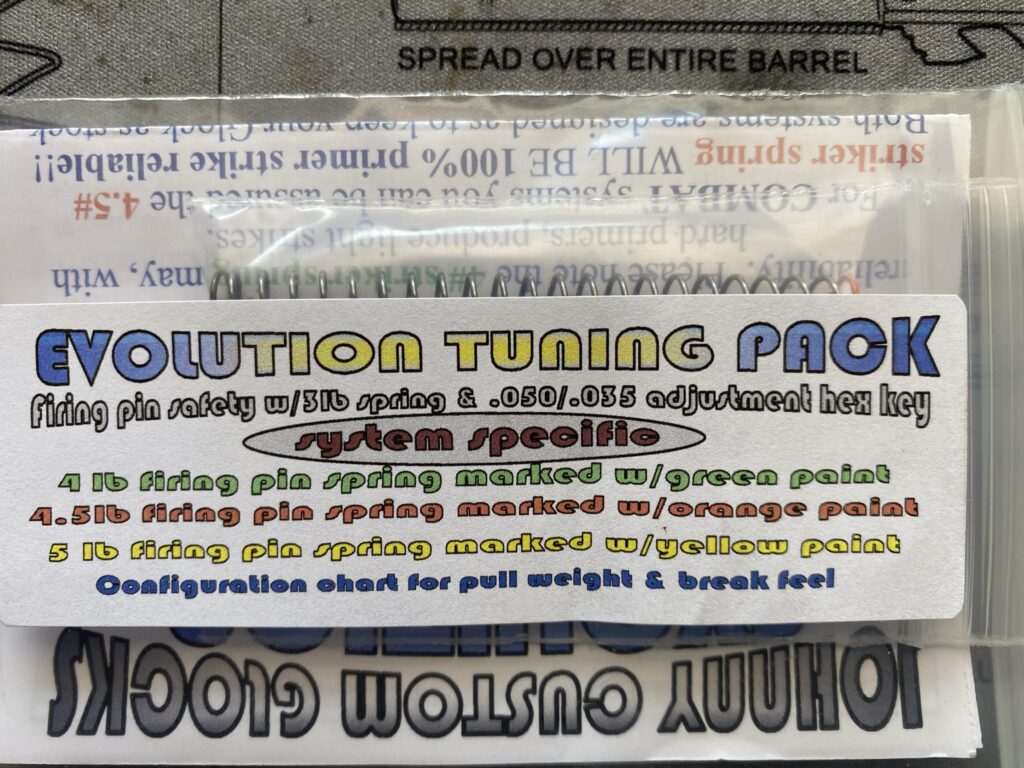 SPREAD OVER ENTIRE BARREL
Both systems are designed as to keep your Glock as stock
striker spring WILL BE 100% primer strike reliable!!
For COMBAT systems you can be assured the 4.5#
hard primers, produce light strikes.
reliability. Please note the 4# striker spring may, with
EVOLUTION TUNING PACK
firing pin safety w/3lb spring & .050/.035 adjustment hex key
system specific
4 lb firing pin spring marked w/green paint
4.5lb firing pin spring marked w/orange paint
5 lb firing pin spring marked w/yellow paint
Configuration chart for pull weight & break feel
JOHNNY CUSTOM GLOCKS